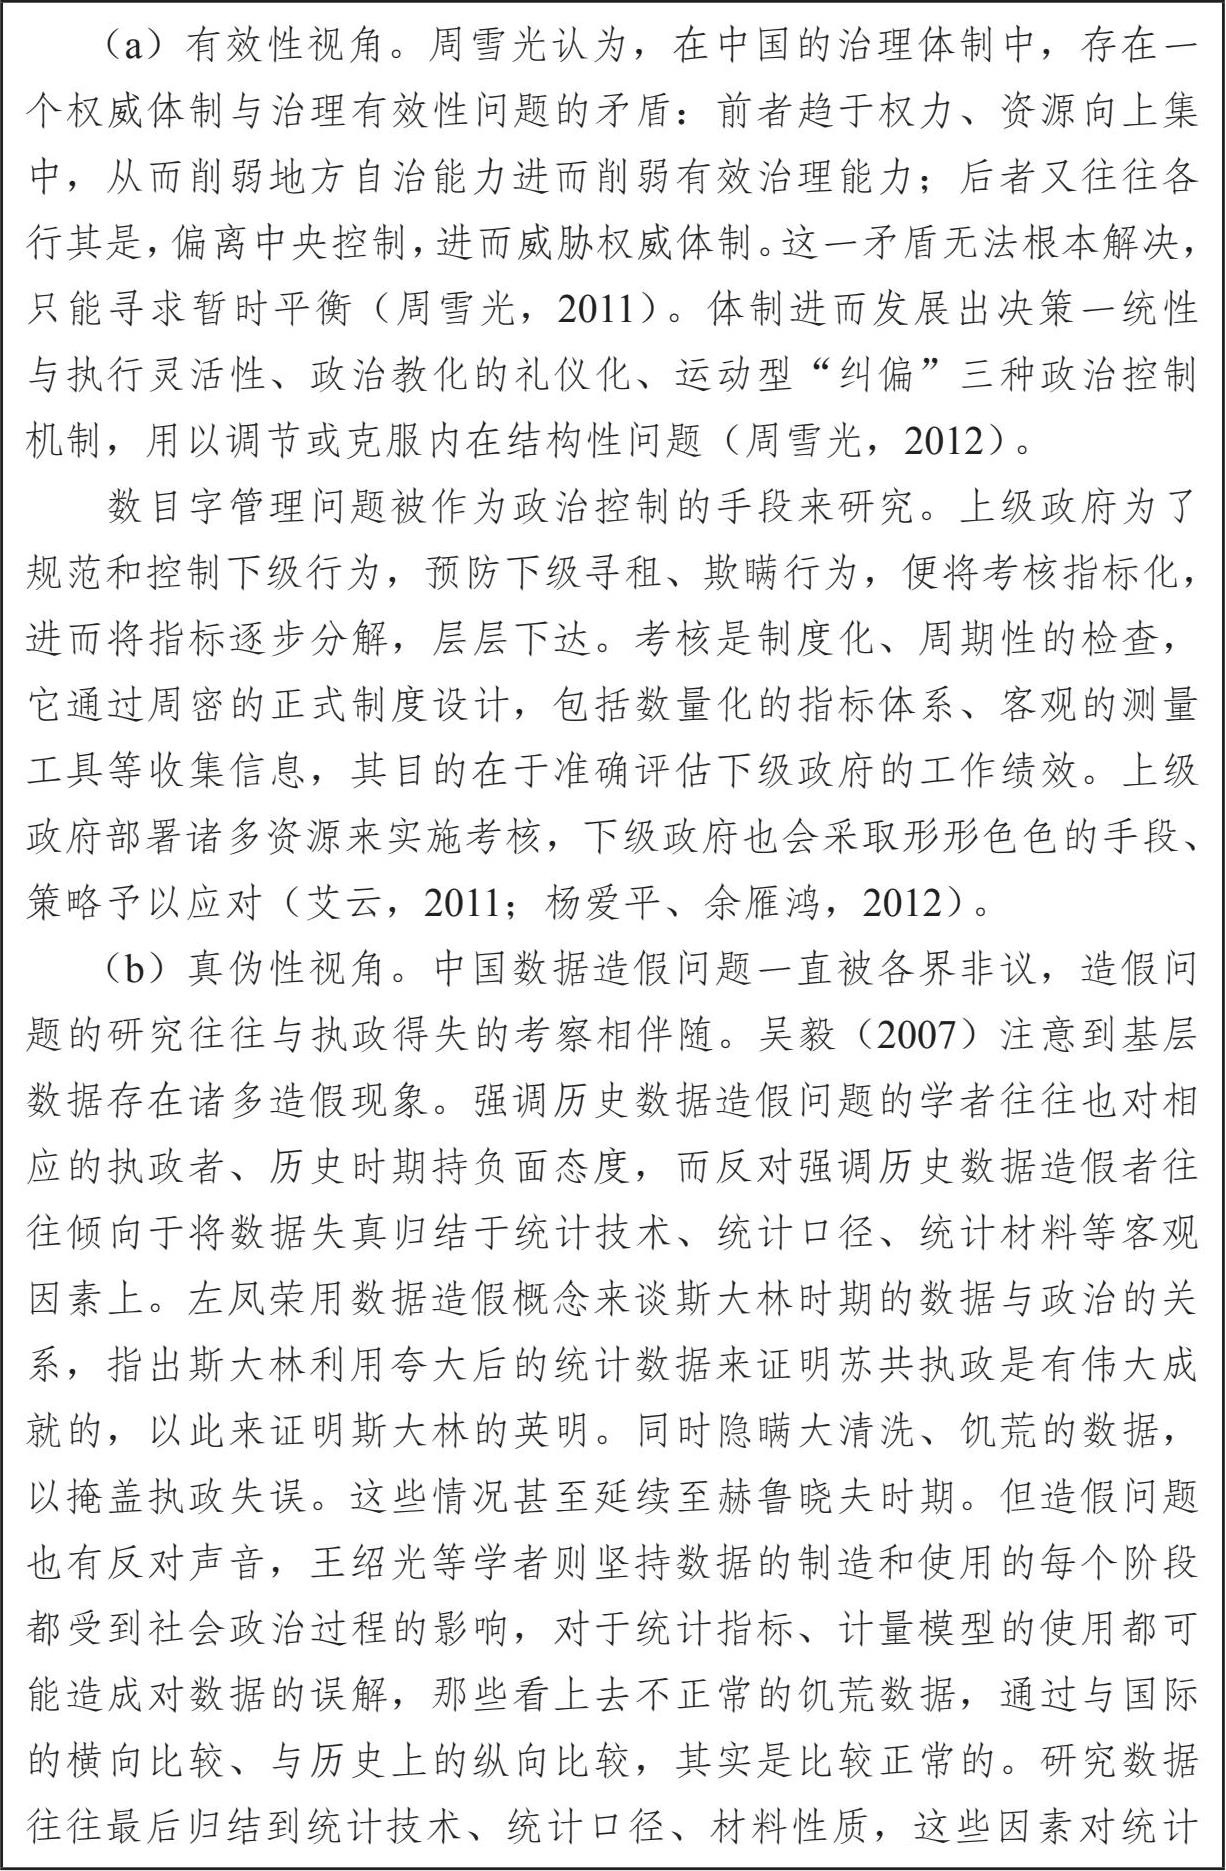 （a）有效性视角。周雪光认为，在中国的治理体制中，存在一
个权威体制与治理有效性问题的矛盾：前者趋于权力、资源向上集
中，从而削弱地方自治能力进而削弱有效治理能力；后者又往往各
行其是，偏离中央控制，进而威胁权威体制。这一矛盾无法根本解决，
只能寻求暂时平衡（周雪光，2011）。体制进而发展出决策一统性
与执行灵活性、政治教化的礼仪化、运动型“纠偏”三种政治控制
机制，用以调节或克服内在结构性问题（周雪光，2012）。
数目字管理问题被作为政治控制的手段来研究。上级政府为了
规范和控制下级行为，预防下级寻租、欺瞒行为，便将考核指标化，
进而将指标逐步分解，层层下达。考核是制度化、周期性的检查，
它通过周密的正式制度设计，包括数量化的指标体系、客观的测量
工具等收集信息，其目的在于准确评估下级政府的工作绩效。上级
政府部署诸多资源来实施考核，下级政府也会采取形形色色的手段、
策略予以应对（艾云，2011；杨爱平、余雁鸿，2012）。
（b）真伪性视角。中国数据造假问题一直被各界非议，造假问
题的研究往往与执政得失的考察相伴随。吴毅（2007）注意到基层
数据存在诸多造假现象。强调历史数据造假问题的学者往往也对相
应的执政者、历史时期持负面态度，而反对强调历史数据造假者往
往倾向于将数据失真归结于统计技术、统计口径、统计材料等客观
因素上。左凤荣用数据造假概念来谈斯大林时期的数据与政治的关
系，指出斯大林利用夸大后的统计数据来证明苏共执政是有伟大成
就的，以此来证明斯大林的英明。同时隐瞒大清洗、饥荒的数据，
以掩盖执政失误。这些情况甚至延续至赫鲁晓夫时期。但造假问题
也有反对声音，王绍光等学者则坚持数据的制造和使用的每个阶段
都受到社会政治过程的影响，对于统计指标、计量模型的使用都可
能造成对数据的误解，那些看上去不正常的饥荒数据，通过与国际
的横向比较、与历史上的纵向比较，其实是比较正常的。研究数据
往往最后归结到统计技术、统计口径、材料性质，这些因素对统计